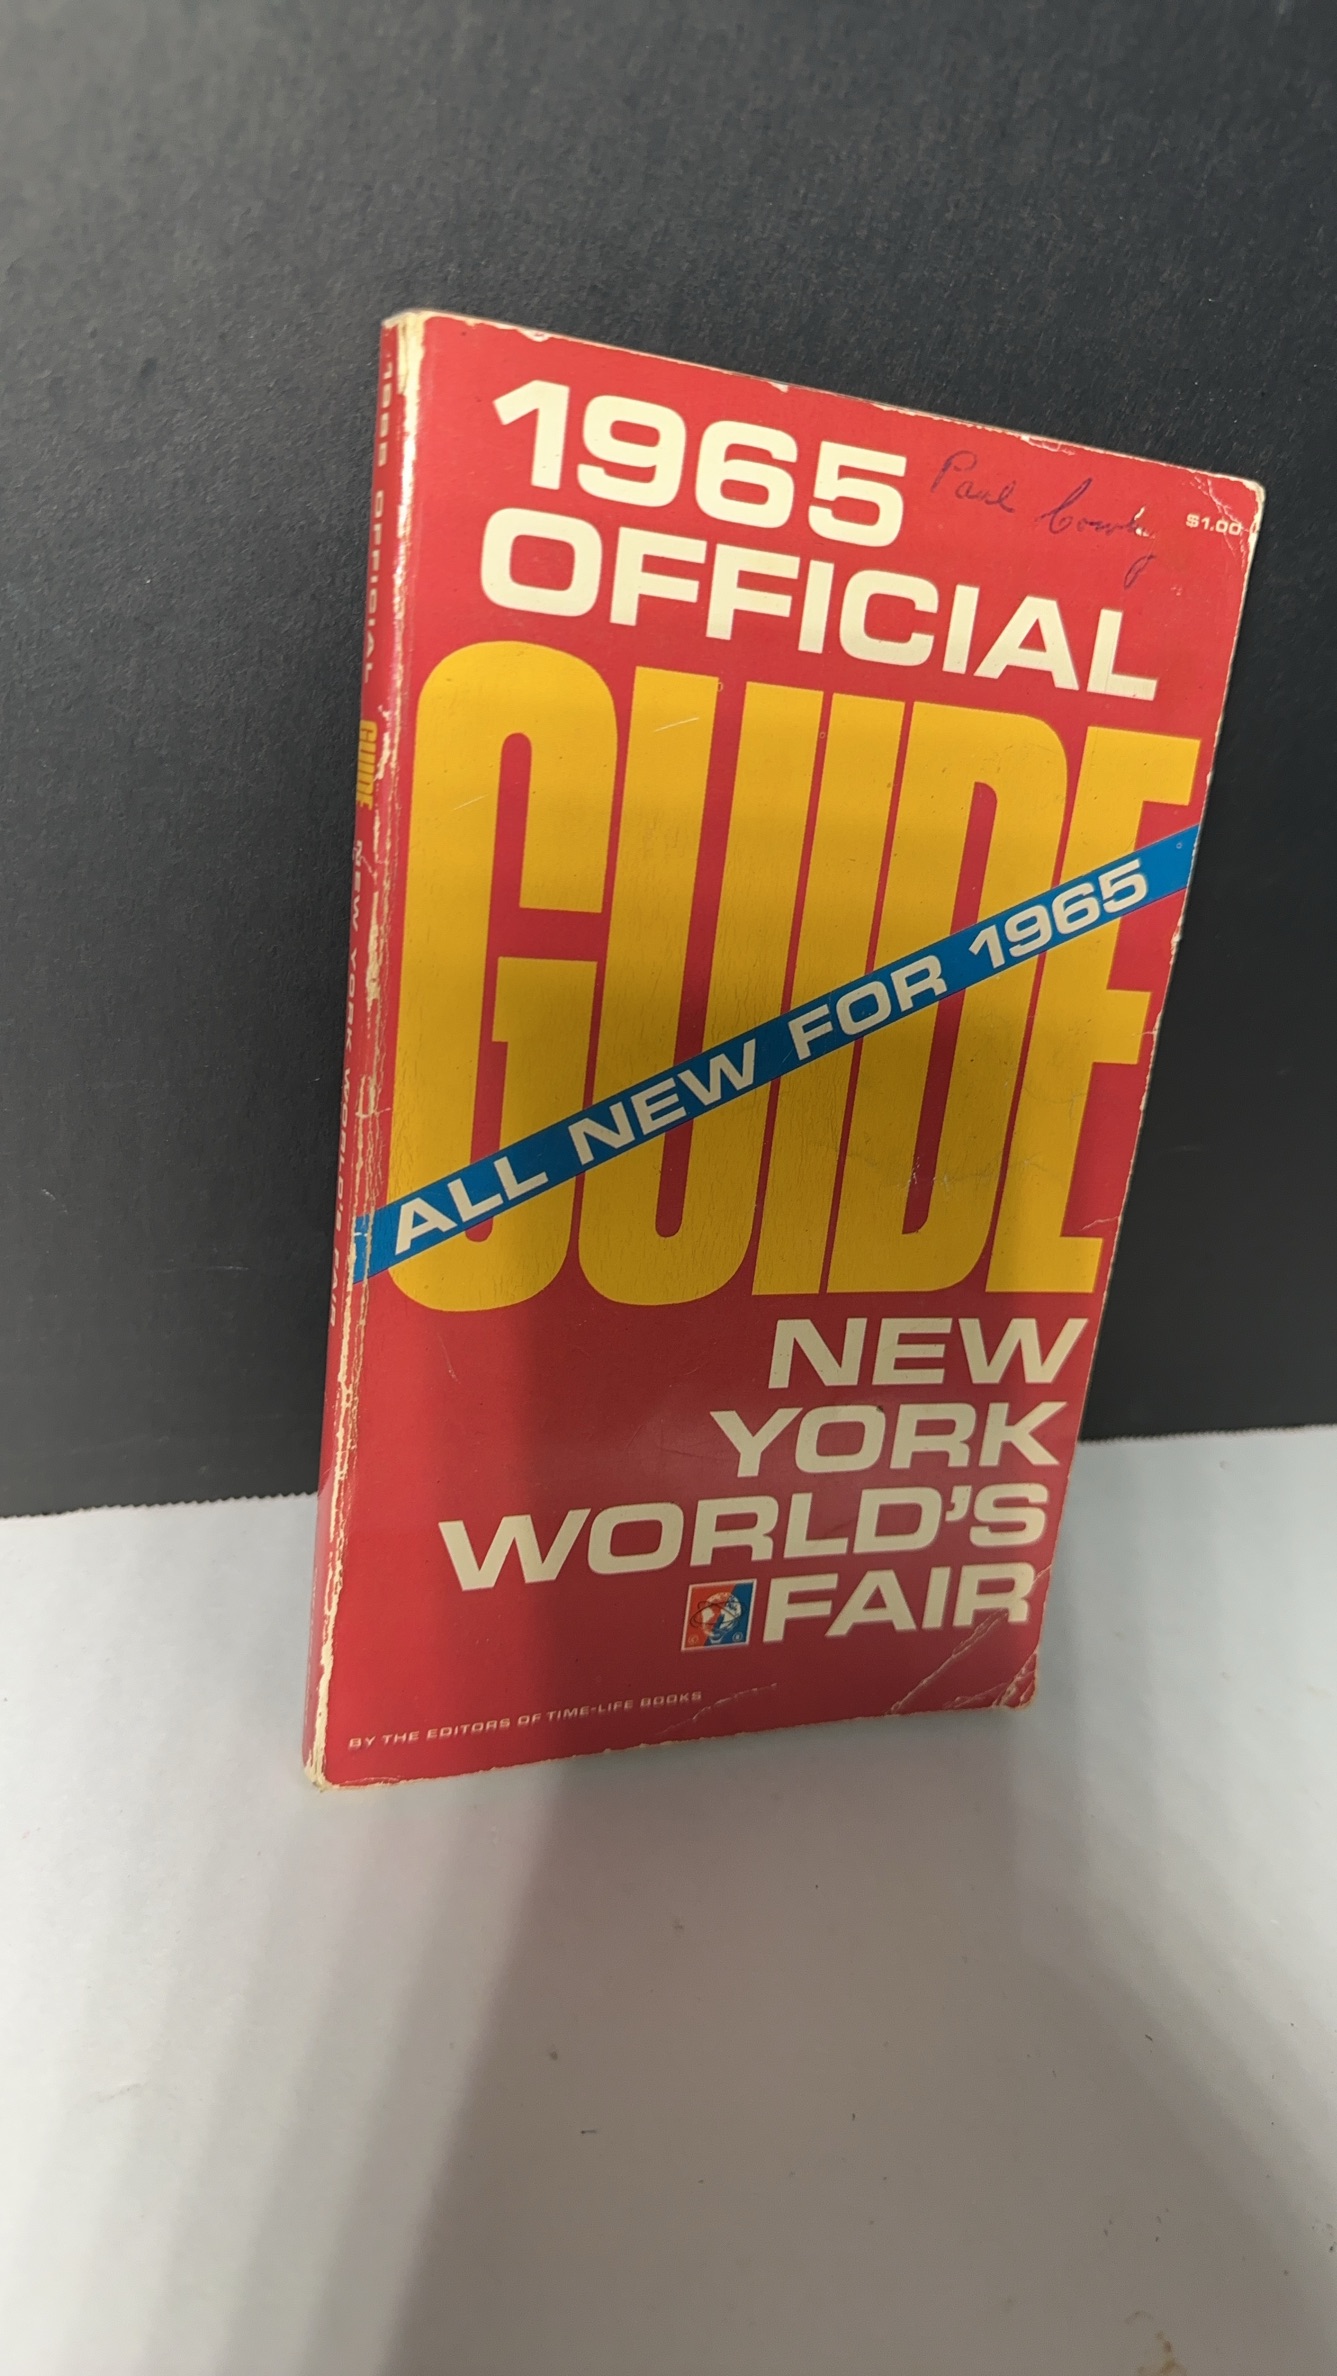 1965
Paul
$1.00
OFFICIAL
GUIDE
ALL NEW FOR 1965
NEW
YORK
WORLD'S
FAIR
BY THE EDITORS OF TIME-LIFE BOOKS
1965 OFFICIAL GUIDE NEW YORK WORLD'S FAIR